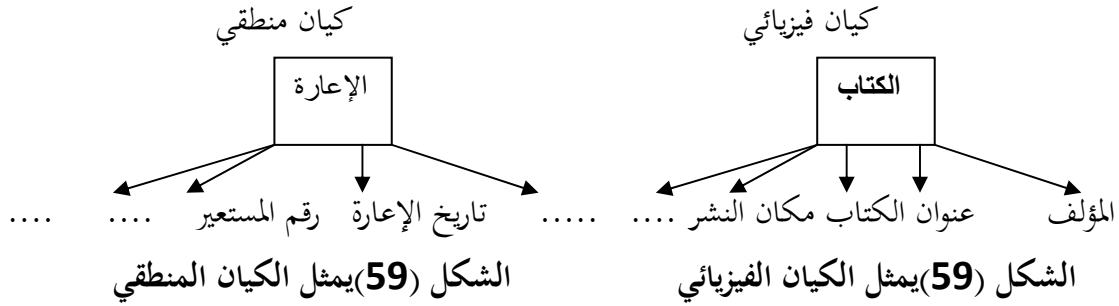 كيان فيزيائي
كيان منطقي
الكتاب
الإعارة
المؤلف عنوان الكتاب مكان النشر .... ..... تاريخ الإعارة رقم المستعير .... ....
الشكل (59)يمثل الكيان الفيزيائي
الشكل (59)يمثل الكيان المنطقي